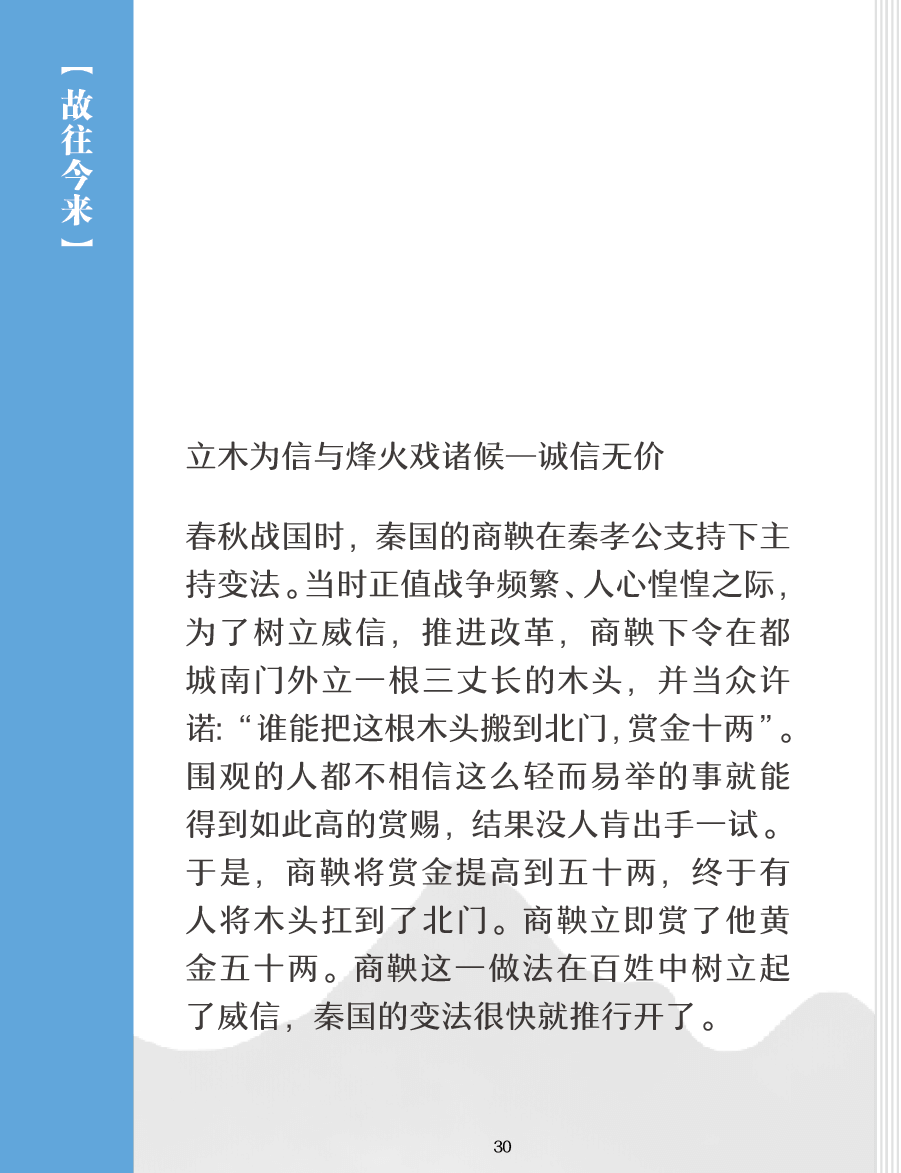 【故往今来】
立木为信与烽火戏诸候—诚信无价
春秋战国时，秦国的商鞅在秦孝公支持下主
持变法。当时正值战争频繁、人心惶惶之际，
为了树立威信，推进改革，商鞅下令在都
城南门外立一根三丈长的木头，并当众许
诺：“谁能把这根木头搬到北门，赏金十两”。
围观的人都不相信这么轻而易举的事就能
得到如此高的赏赐，结果没人肯出手一试。
于是，商鞅将赏金提高到五十两，终于有
人将木头扛到了北门。商鞅立即赏了他黄
金五十两。商鞅这一做法在百姓中树立起
了威信，秦国的变法很快就推行开了。
30